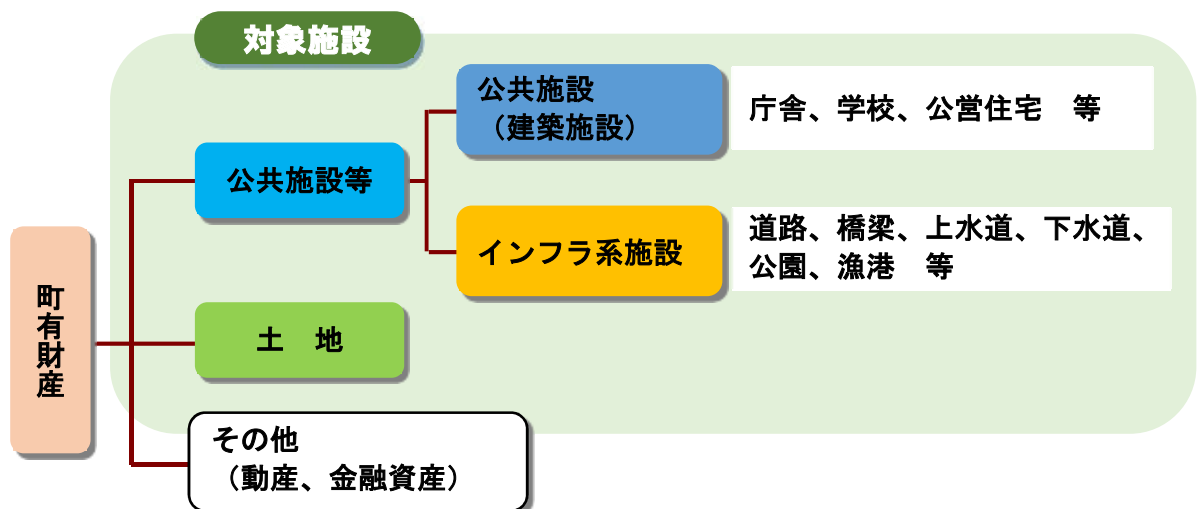 対象施設
公共施設
（建築施設）
庁舎、学校、公営住宅　等
公共施設等
インフラ系施設
道路、橋梁、上水道、下水道、
公園、漁港　等
町有財産
土　地
その他
（動産、金融資産）